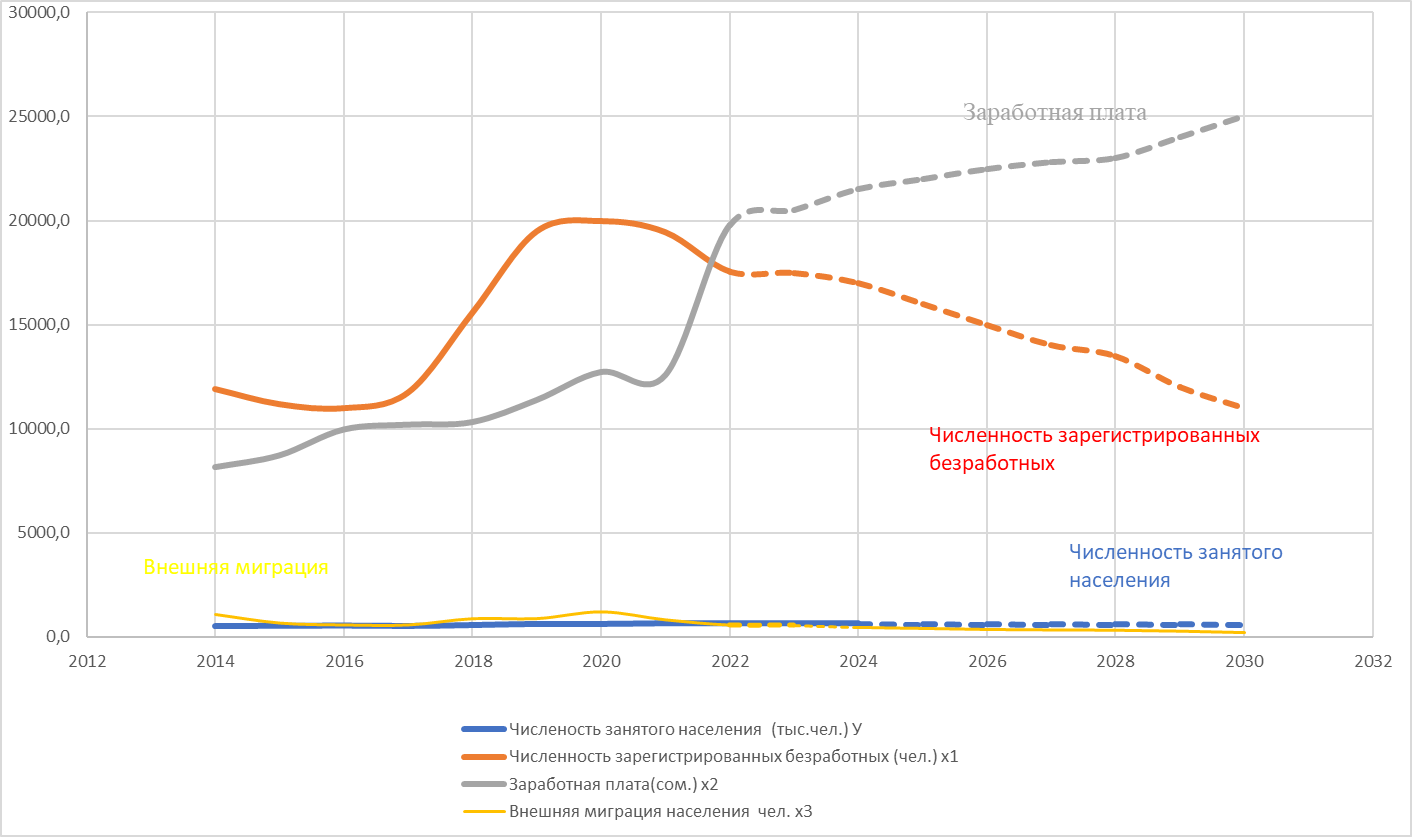 30000,0
25000,0
Заработная плата
20000,0
15000,0
10000,0
Численность зарегистрированных
безработных
5000,0
Внешняя миграция
Численность занятого
населения
0,0
2012 2014 2016 2018 2020 2022 2024 2026 2028 2030 2032
Числeность занятого населения (тыс.чел.) У
Численность зарегистрированных безработных (чел.) х1
Заработная плата(сом.) х2
Внешняя миграция населения чел. х3